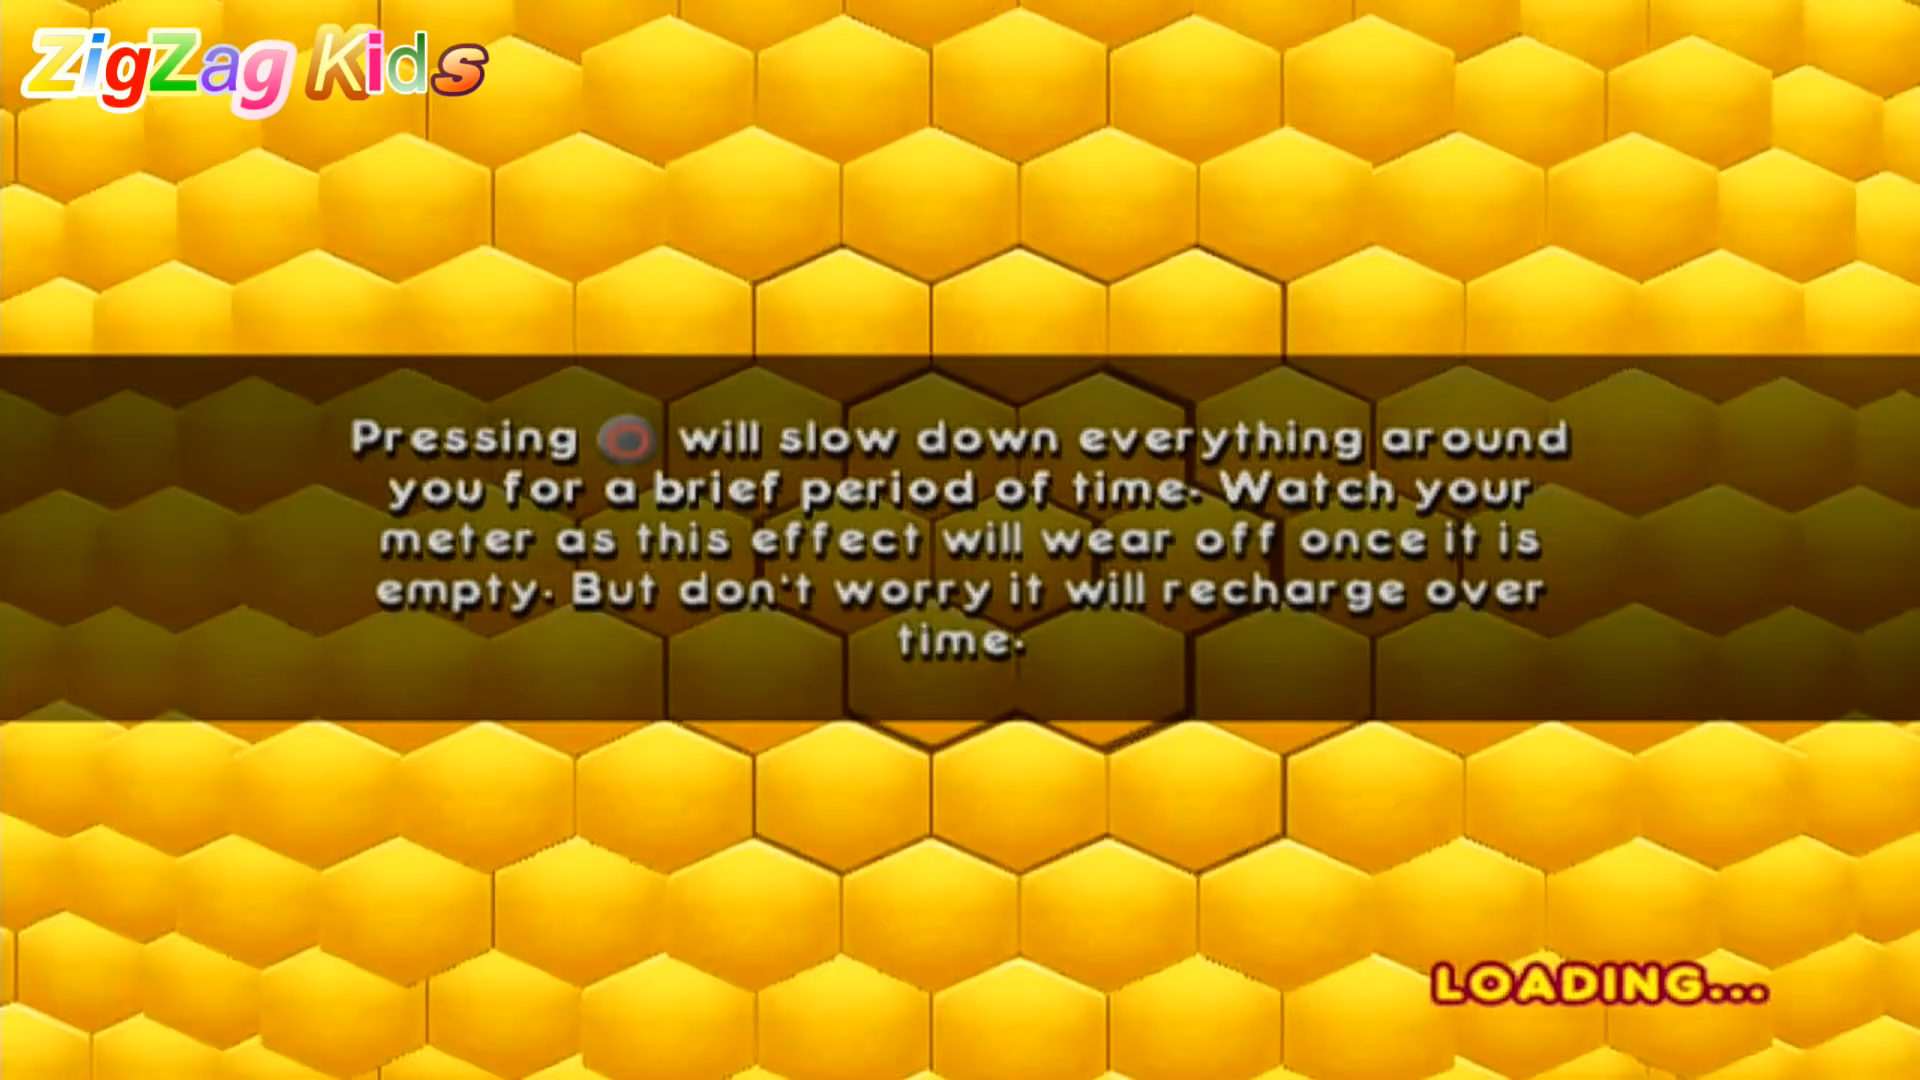 ZigZag Kids
Pressing will slow down everything around
you for a brief period of time. Watch your
meter as this effect will wear off once it is
empty. But don't worry it will recharge over
time.
LOADING...